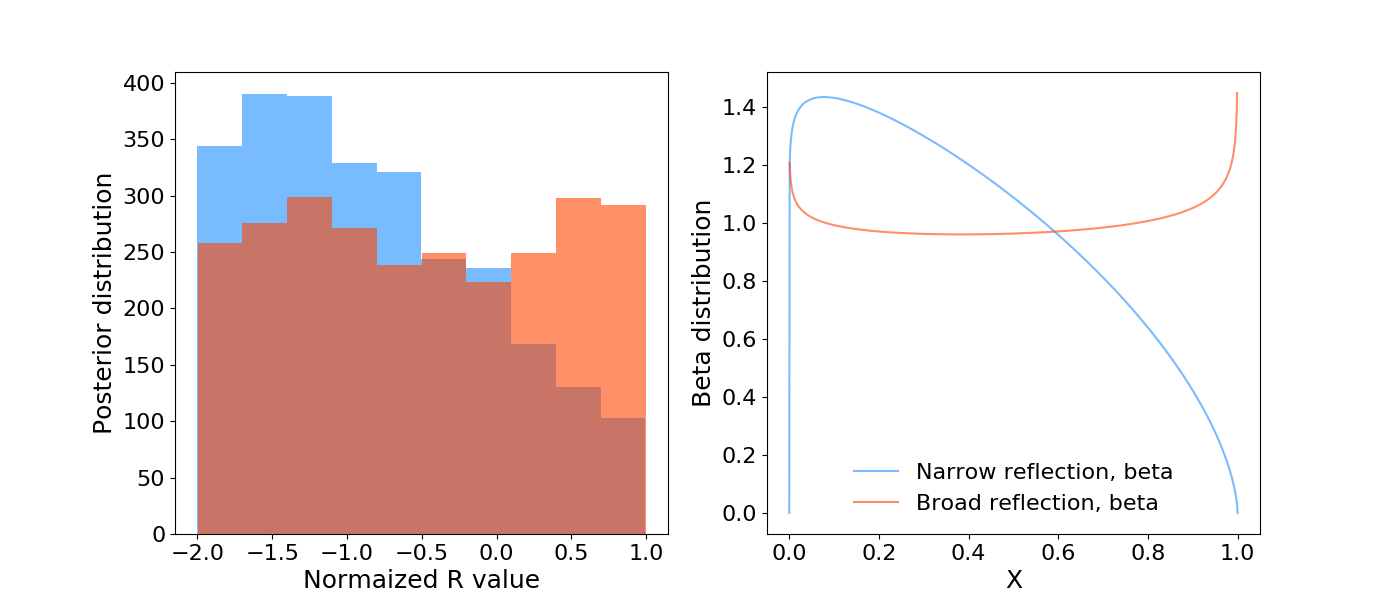 400
350
300
250
200
150
100
50
0
Posterior distribution
−2.0 −1.5 −1.0 −0.5 0.0 0.5 1.0
Normaized R value
1.4
1.2
1.0
0.8
0.6
0.4
0.2
0.0
Beta distribution
Narrow reflection, beta
Broad reflection, beta
0.0 0.2 0.4 0.6 0.8 1.0
X